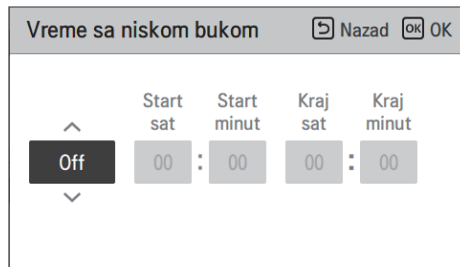 Vreme sa niskom bukom Nazad OK OK
Start Start Kraj Kraj
sat minut sat minut
Off 00 : 00 00 : 00